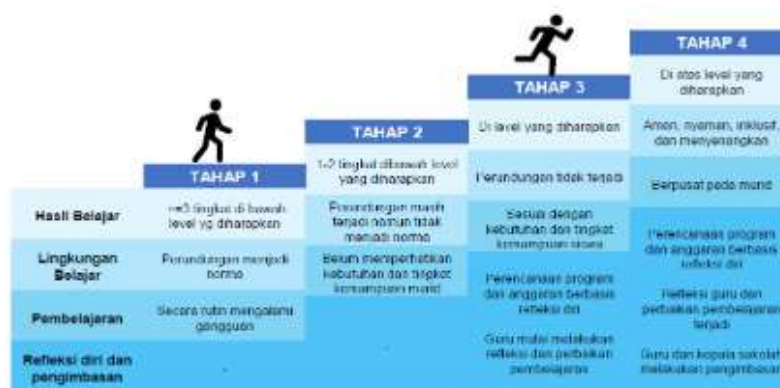 TAHAP 1
TAHAP 2
TAHAP 3
TAHAP 4
Hasil Belajar
>=3 tingkat di bawah
level yg diharapkan
1-2 tingkat dibawah level
yang diharapkan
Di level yang diharapkan
Di atas level yang
diharapkan
Lingkungan
Belajar
Perundungan menjadi
norma
Perundungan masih
terjadi namun tidak
menjadi norma
Perundungan tidak terjadi
Aman, nyaman, inklusif,
dan menyenangkan
Pembelajaran
Secara rutin mengalami
gangguan
Belum memperhatikan
kebutuhan dan tingkat
kemampuan murid
Sesuai dengan
kebutuhan dan tingkat
kemampuan siswa
Berpusat pada murid
Refleksi diri dan
pengimbasan
-
-
Perencanaan program
dan anggaran berbasis
refleksi diri
Guru mulai melakukan
refleksi dan perbaikan
pembelajaran
Perencanaan program
dan anggaran berbasis
refleksi diri
Refleksi guru dan
perbaikan pembelajaran
terjadi
Guru dan kepala sekolah
melakukan pengimbasan